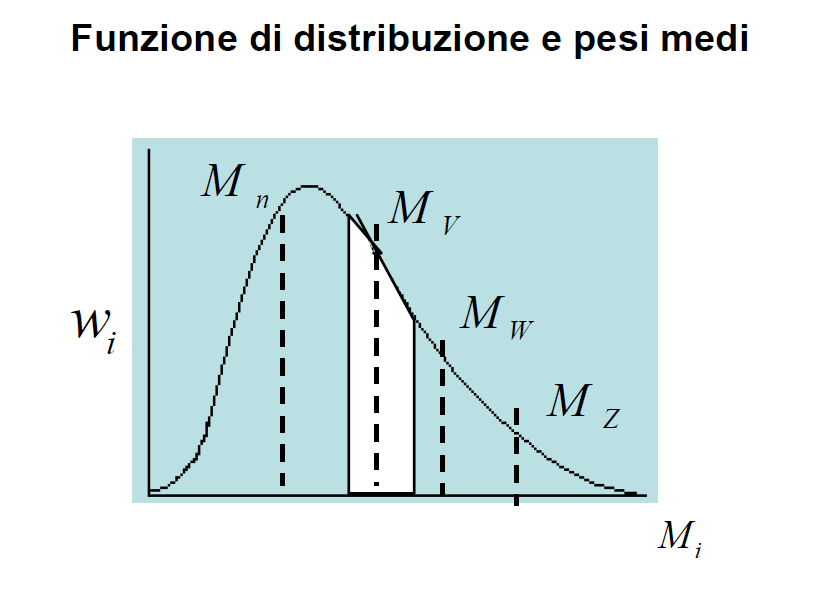 Funzione di distribuzione e pesi medi
M n
M V
w i
M W
M Z
M i